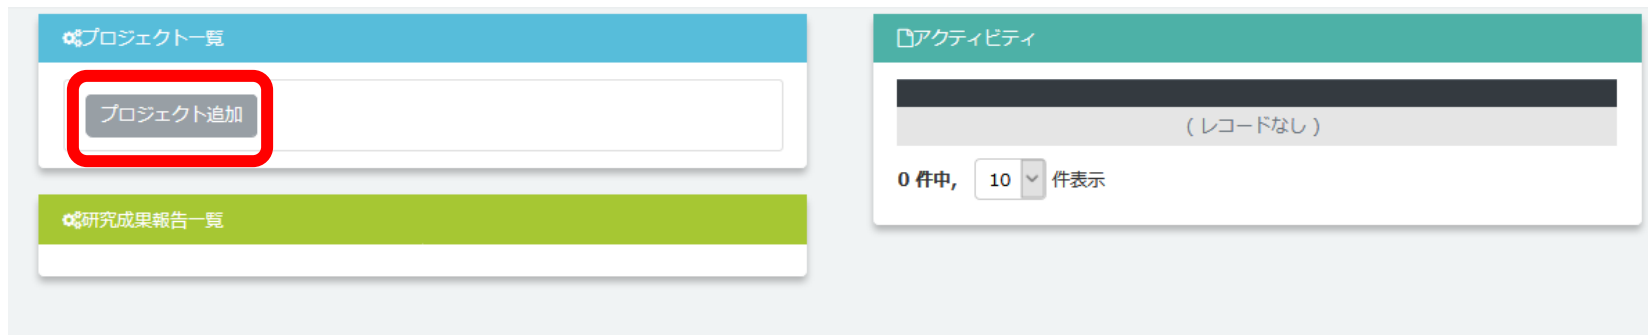 プロジェクト一覧
プロジェクト追加
研究成果報告一覧
アクティビティ
( レコードなし )
0 件中, 10 件表示